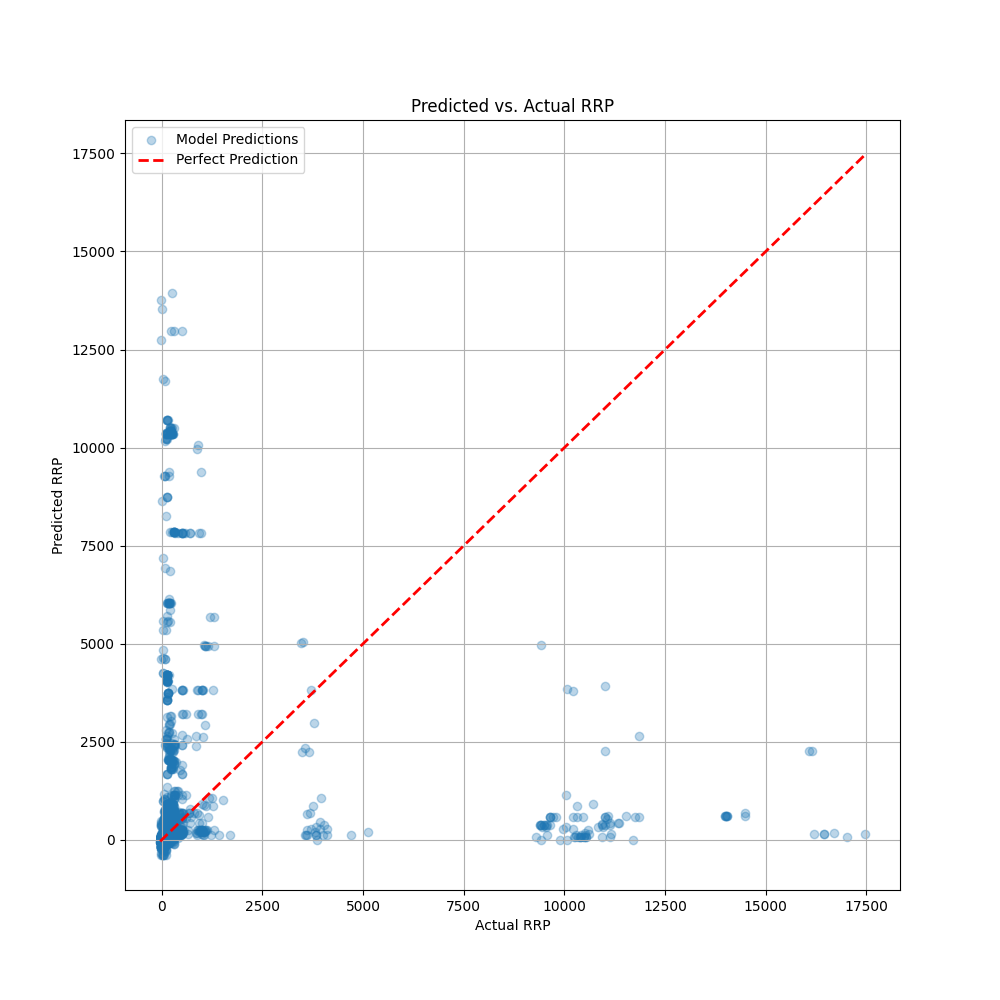 Predicted vs. Actual RRP
Model Predictions
Perfect Prediction
17500
15000
12500
10000
7500
5000
2500
0
Predicted RRP
0 2500 5000 7500 10000 12500 15000 17500
Actual RRP